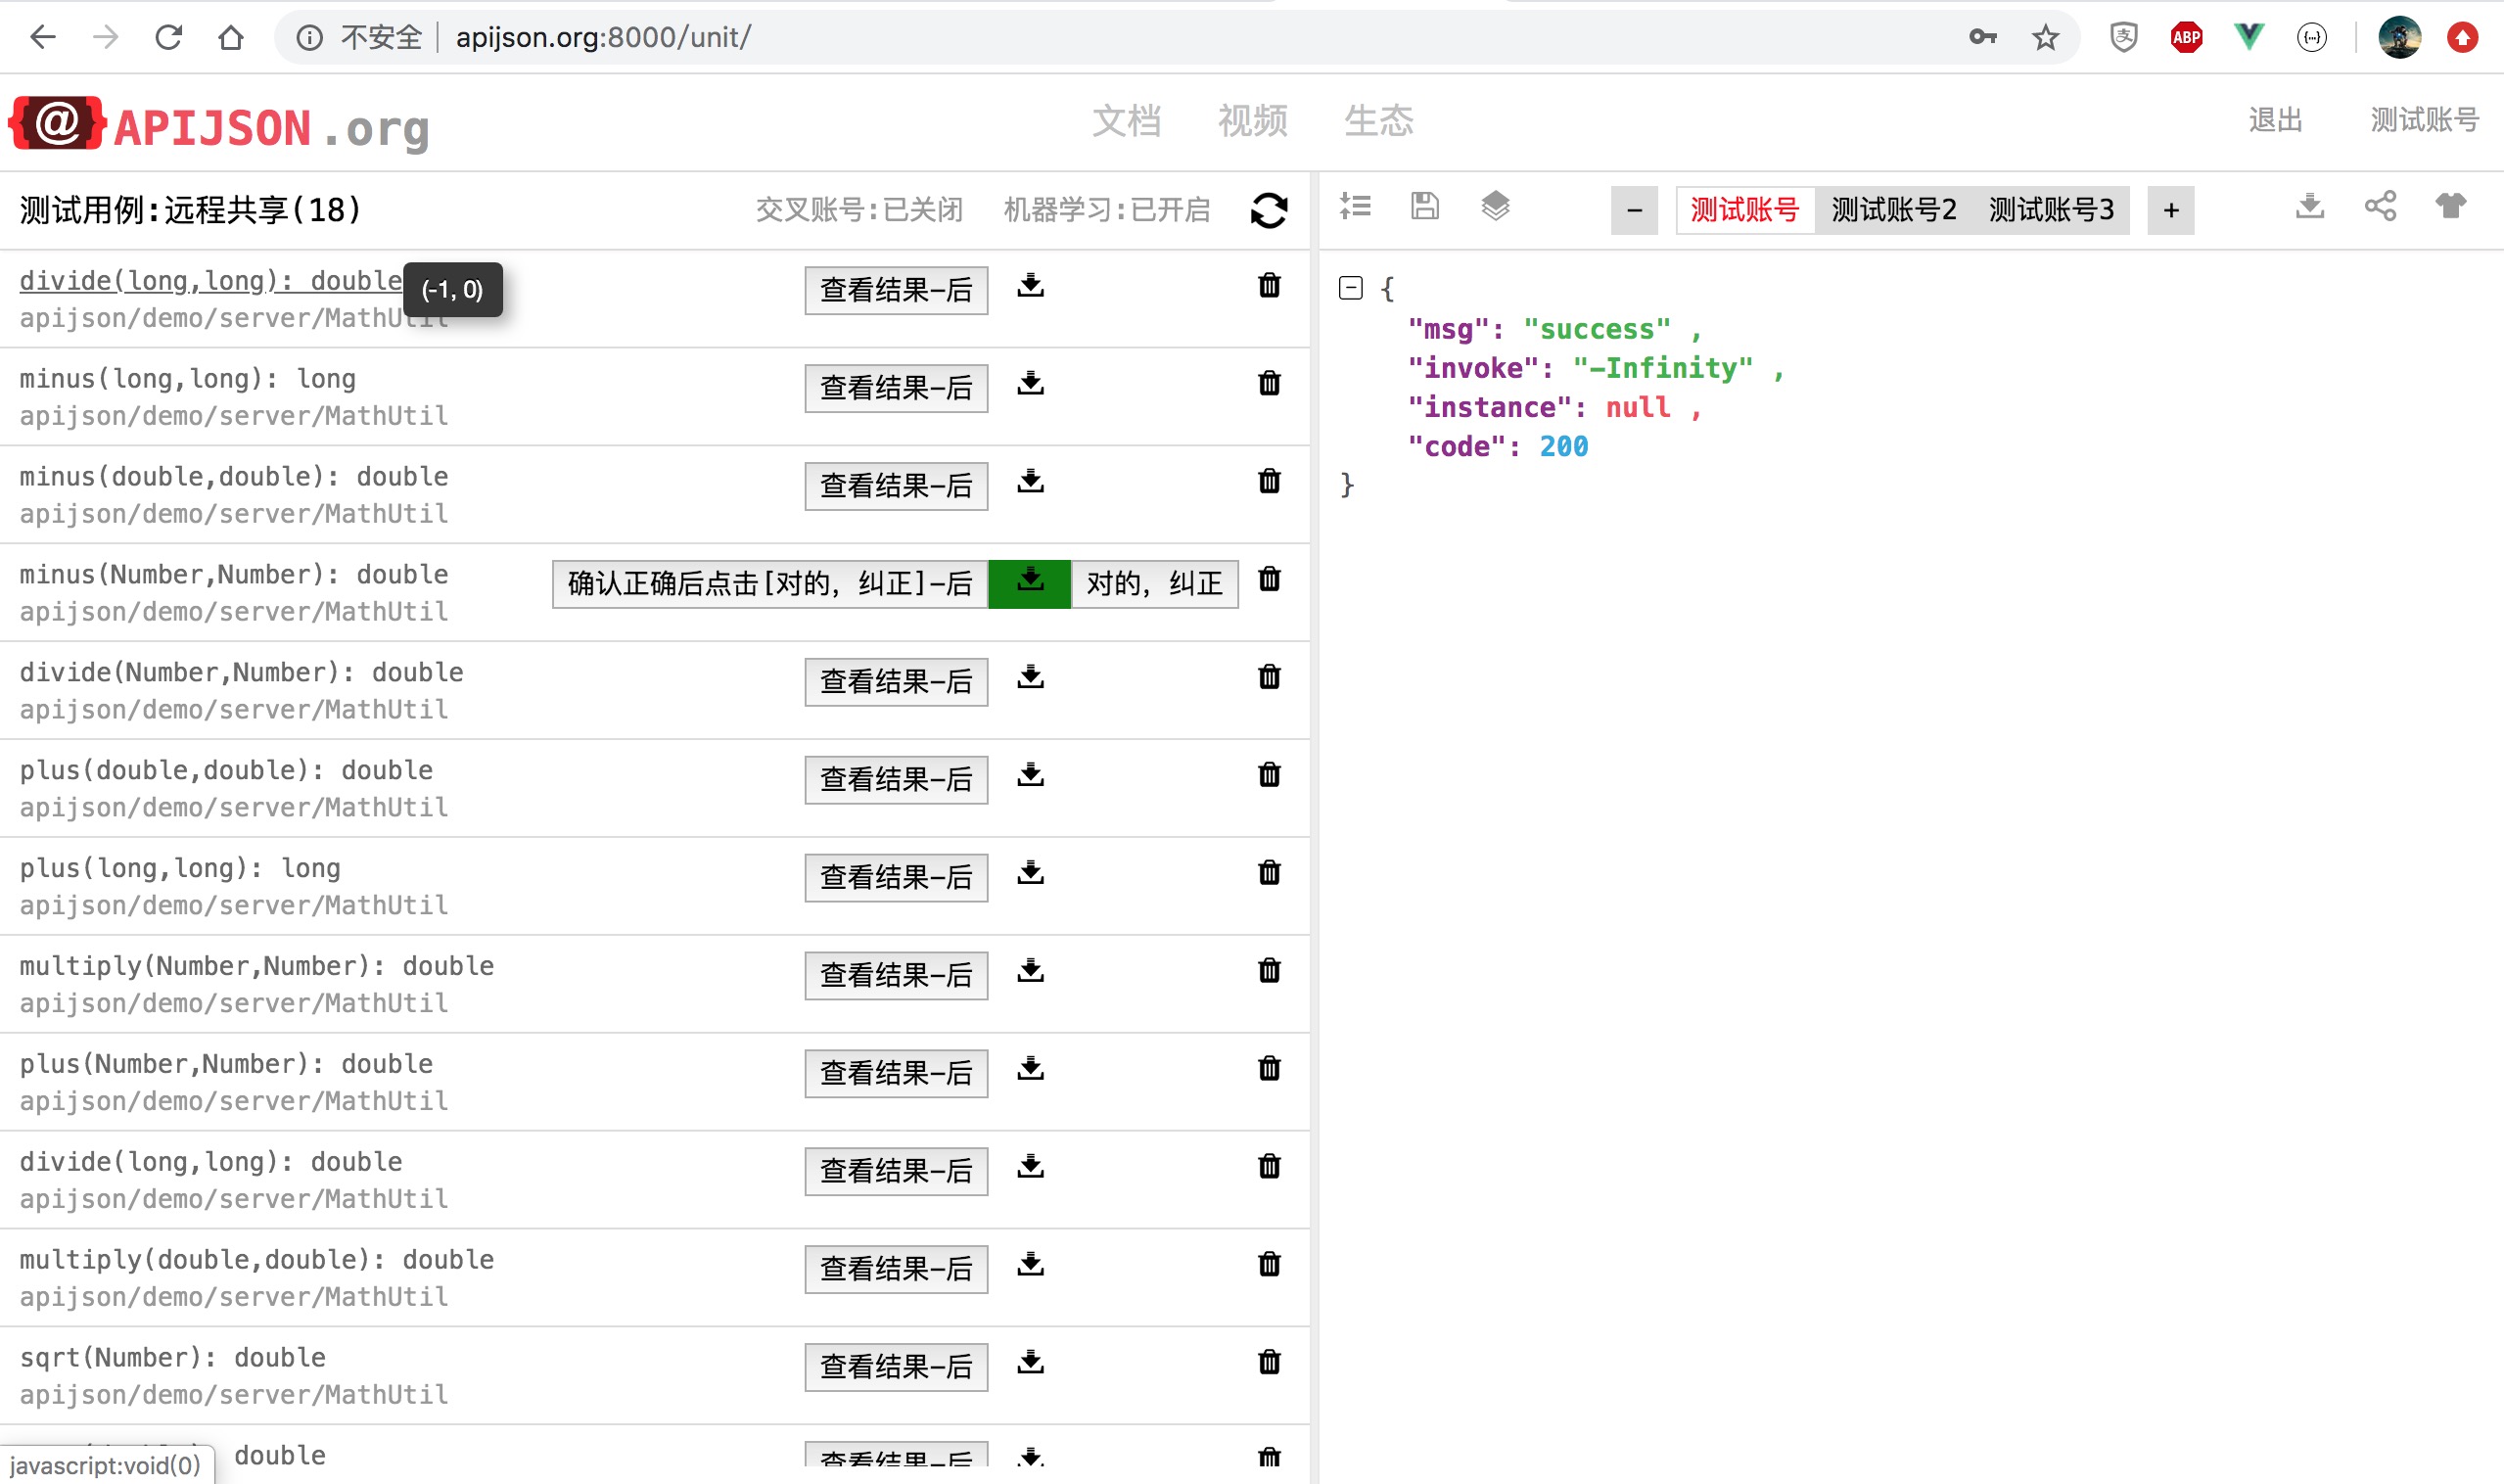 不安全 apijson.org:8000/unit/
ABP
{@}APIJSON.org 文档 视频 生态 退出 测试账号
测试用例:远程共享(18) 交叉账号:已关闭 机器学习:已开启 - 测试账号 测试账号2 测试账号3 +
divide(long,long): double (-1, 0) 查看结果-后
apijson/demo/server/MathUtil
minus(long,long): long 查看结果-后
apijson/demo/server/MathUtil
minus(double,double): double 查看结果-后
apijson/demo/server/MathUtil
minus(Number,Number): double 确认正确后点击[对的，纠正]-后 对的，纠正
apijson/demo/server/MathUtil
divide(Number,Number): double 查看结果-后
apijson/demo/server/MathUtil
plus(double,double): double 查看结果-后
apijson/demo/server/MathUtil
plus(long,long): long 查看结果-后
apijson/demo/server/MathUtil
multiply(Number,Number): double 查看结果-后
apijson/demo/server/MathUtil
plus(Number,Number): double 查看结果-后
apijson/demo/server/MathUtil
divide(long,long): double 查看结果-后
apijson/demo/server/MathUtil
multiply(double,double): double 查看结果-后
apijson/demo/server/MathUtil
sqrt(Number): double 查看结果-后
apijson/demo/server/MathUtil
double 查看结果-后
javascript:void(0)
{
"msg": "success" ,
"invoke": "-Infinity" ,
"instance": null ,
"code": 200
}